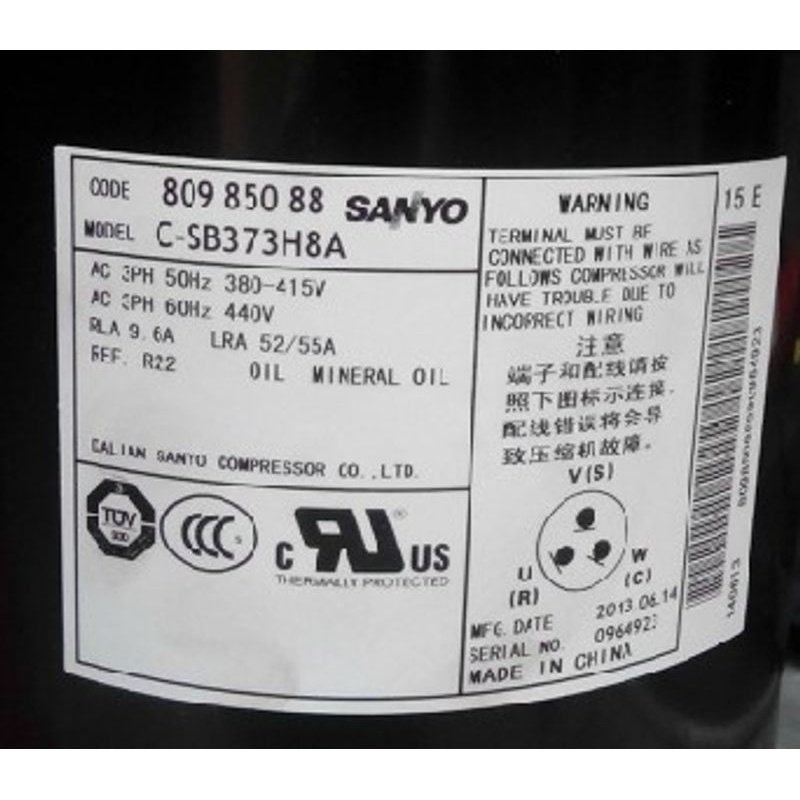 CODE 809 850 88 SANYO
MODEL C-SB373H8A
AC 3PH 50Hz 380-415V
AC 3PH 60Hz 440V
RLA 9.6A LRA 52/55A
REF. R22 OIL MINERAL OIL
DALIAN SANYO COMPRESSOR CO.,LTD.
TÜV
CCC S
c RU US ®
THERMALLY PROTECTED
WARNING
TERMINAL MUST BE
CONNECTED WITH WIRE AS
FOLLOWS COMPRESSOR WILL
HAVE TROUBLE DUE TO
INCORRECT WIRING
注意
端子和配线请按
照下图标示连接.
配线错误将会导
致压缩机故障。
V(S)
U
(R)
W
(C)
MFG. DATE 2013.06.14
SERIAL NO. 0964923
MADE IN CHINA
15 E
140613